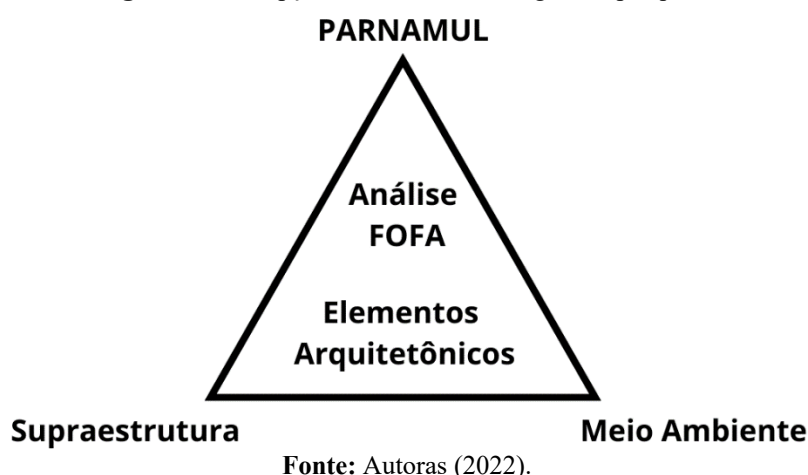 PARNAMUL
Análise
FOFA
Elementos
Arquitetônicos
Supraestrutura
Meio Ambiente
Fonte: Autoras (2022).